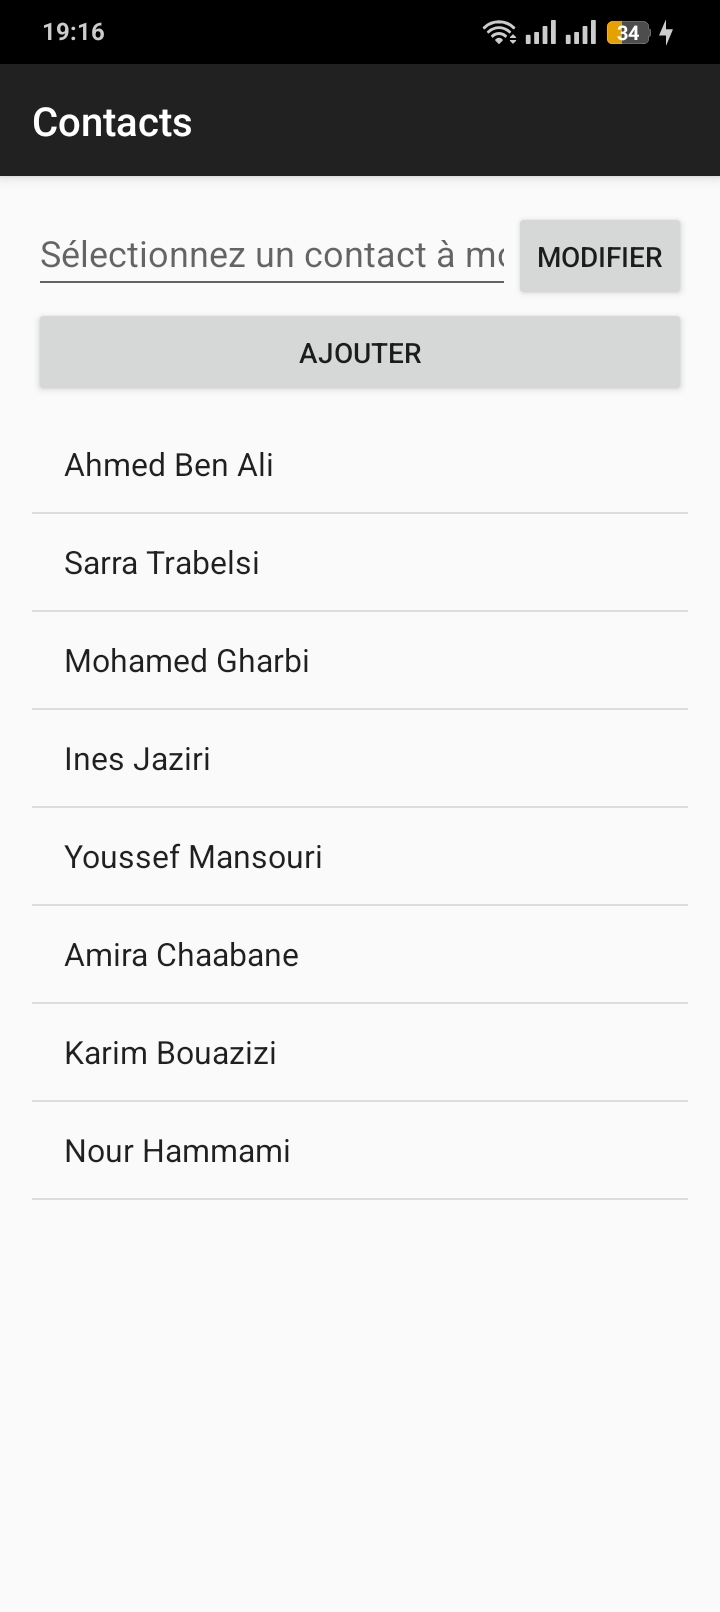 19:16
34
Contacts
Sélectionnez un contact à
MODIFIER
AJOUTER
Ahmed Ben Ali
Sarra Trabelsi
Mohamed Gharbi
Ines Jaziri
Youssef Mansouri
Amira Chaabane
Karim Bouazizi
Nour Hammami